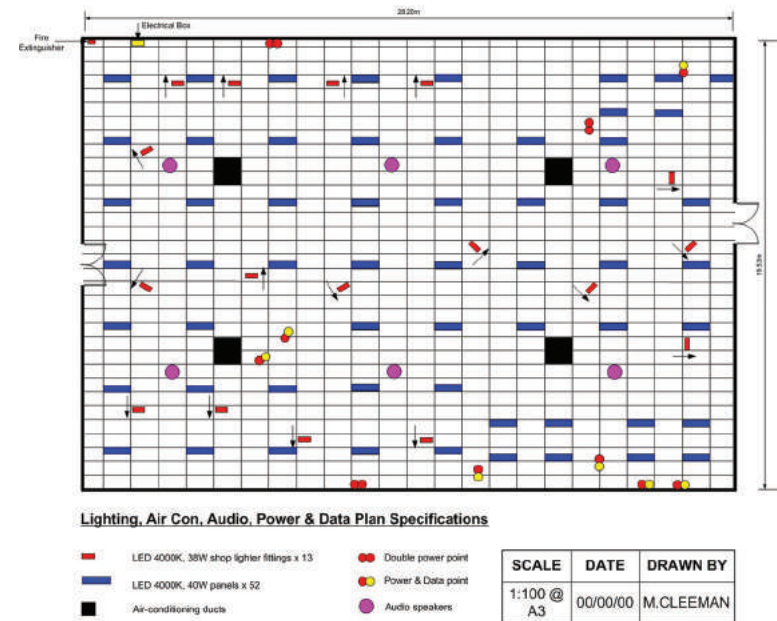 28.20m
Electrical Box
Fire
Extinguisher
19.53m
Lighting, Air Con, Audio, Power & Data Plan Specifications
LED 4000K, 38W shop lighter fittings x 13
Double power point
LED 4000K, 40W panels x 52
Power & Data point
Air-conditioning ducts
Audio speakers
SCALE DATE DRAWN BY
1:100 @
A3
00/00/00 M.CLEEMAN